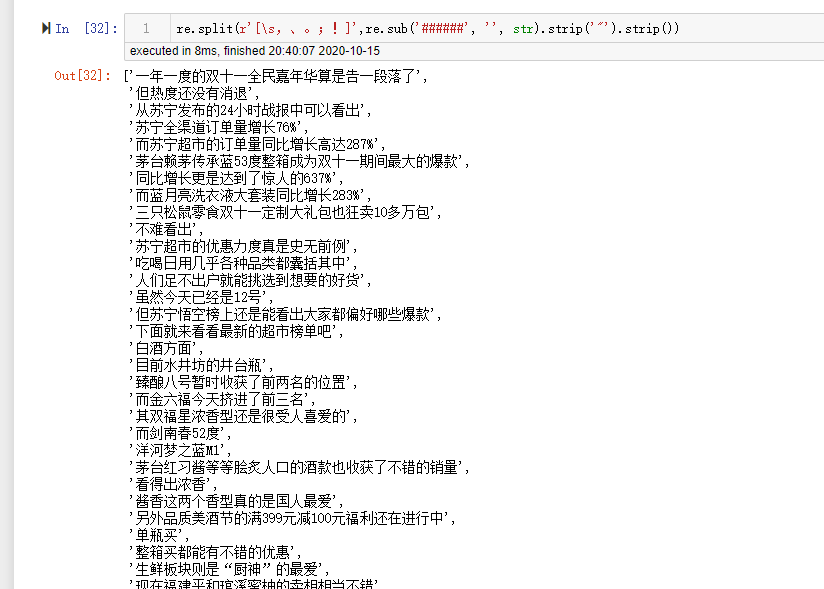 In [32]: 1 re.split(r'[\s，、。；！]',re.sub('######', '', str).strip('"').strip())
executed in 8ms, finished 20:40:07 2020-10-15
Out[32]: ['一年一度的双十一全民嘉年华算是告一段落了',
'但热度还没有消退',
'从苏宁发布的24小时战报中可以看出',
'苏宁全渠道订单量增长76%',
'而苏宁超市的订单量同比增长高达287%',
'茅台赖茅传承蓝53度整箱成为双十一期间最大的爆款',
'同比增长更是达到了惊人的637%',
'而蓝月亮洗衣液大套装同比增长283%',
'三只松鼠零食双十一定制大礼包也狂卖10多万包',
'不难看出',
'苏宁超市的优惠力度真是史无前例',
'吃喝日用几乎各种品类都囊括其中',
'人们足不出户就能挑选到想要的好货',
'虽然今天已经是12号',
'但苏宁悟空榜上还是能看出大家都偏好哪些爆款',
'下面就来看看最新的超市榜单吧',
'白酒方面',
'目前水井坊的井台瓶',
'臻酿八号暂时收获了前两名的位置',
'而金六福今天挤进了前三名',
'其双福星浓香型还是很受人喜爱的',
'而剑南春52度',
'洋河梦之蓝M1',
'茅台红习酱等等脍炙人口的酒款也收获了不错的销量',
'看得出浓香',
'酱香这两个香型真的是国人最爱',
'另外品质美酒节的满399元减100元福利还在进行中',
'单瓶买',
'整箱买都能有不错的优惠',
'生鲜板块则是“厨神”的最爱',
'现在福建平和琯溪蜜柚的卖相相当不错'